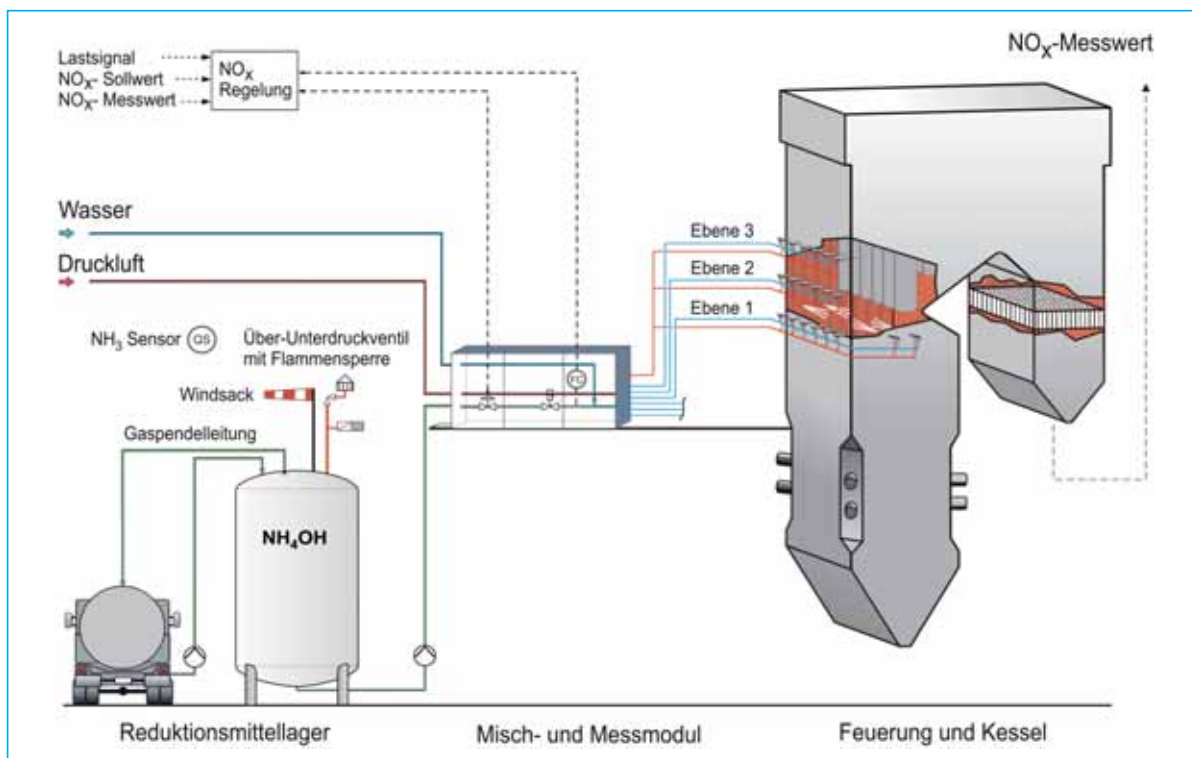 NOX-Messwert
Lastsignal
NOX- Sollwert
NOX- Messwert
NOX
Regelung
Wasser
Druckluft
Ebene 3
Ebene 2
Ebene 1
NH3 Sensor
QS
Über-Unterdruckventil
mit Flammensperre
Windsack
Gaspendelleitung
NH4OH
Reduktionsmittellager
Misch- und Messmodul
Feuerung und Kessel